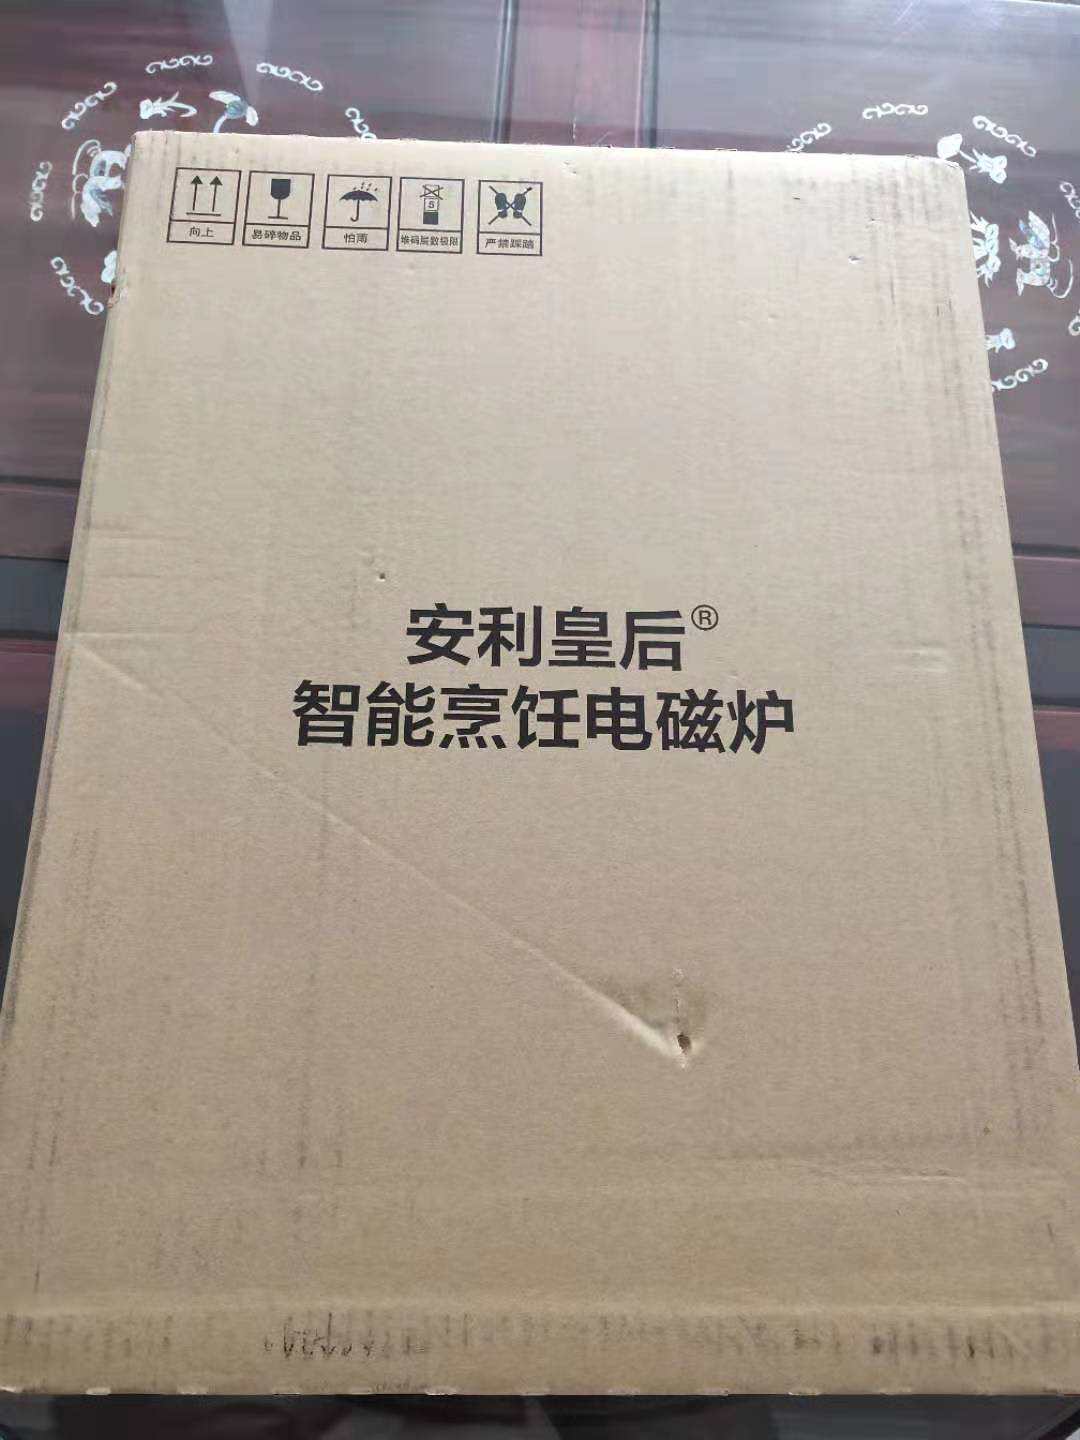 向上
易碎物品
怕雨
5
堆码层数极限
严禁踩踏
安利皇后®
智能烹饪电磁炉